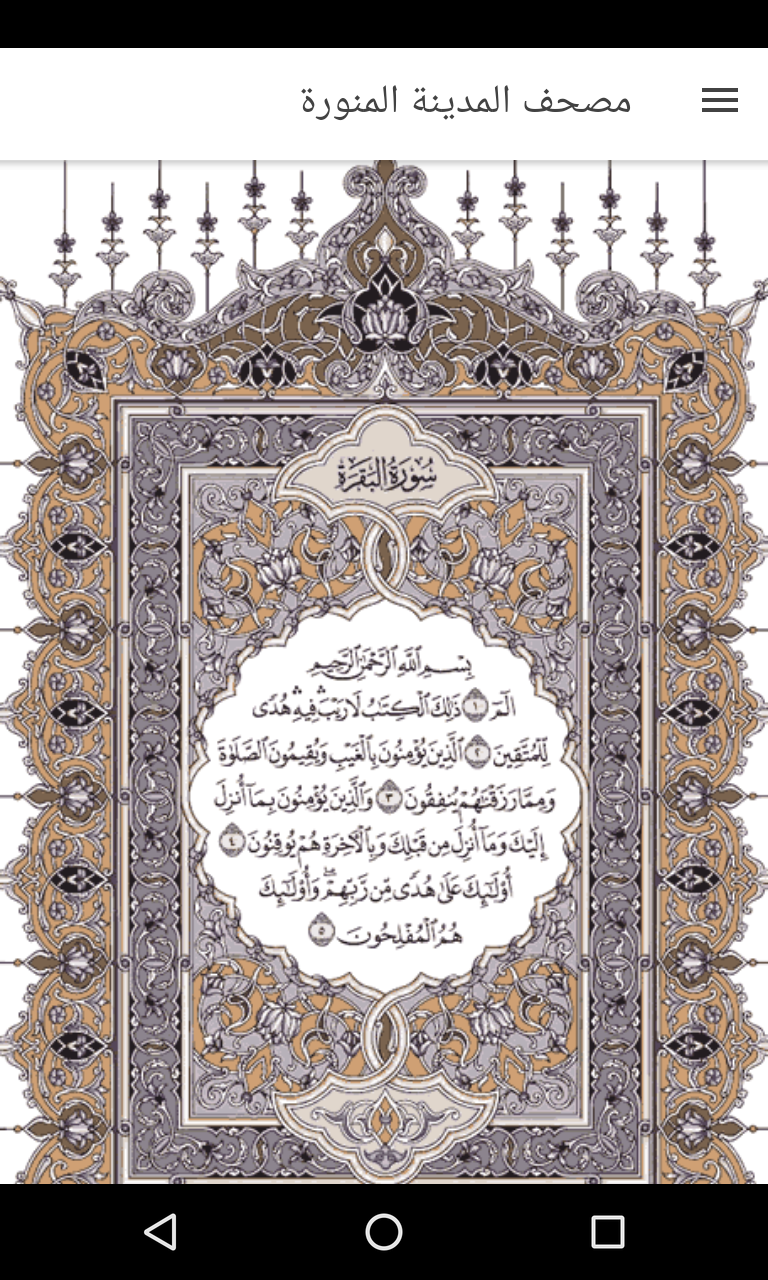 مصحف المدينة المنورة
سُورَةُ البَقَرَةِ
بِسْمِ ٱللَّهِ ٱلرَّحْمَٰنِ ٱلرَّحِيمِ
الٓمٓ ١ ذَٰلِكَ ٱلْكِتَٰبُ لَا رَيْبَۛ فِيهِۛ هُدًى
لِّلْمُتَّقِينَ ٢ ٱلَّذِينَ يُؤْمِنُونَ بِٱلْغَيْبِ وَيُقِيمُونَ ٱلصَّلَوٰةَ
وَمِمَّا رَزَقْنَٰهُمْ يُنفِقُونَ ٣ وَٱلَّذِينَ يُؤْمِنُونَ بِمَآ أُنزِلَ
إِلَيْكَ وَمَآ أُنزِلَ مِن قَبْلِكَ وَبِٱلْءَاخِرَةِ هُمْ يُوقِنُونَ ٤
أُو۟لَٰٓئِكَ عَلَىٰ هُدًى مِّن رَّبِّهِمْۖ وَأُو۟لَٰٓئِكَ
هُمُ ٱلْمُفْلِحُونَ ٥